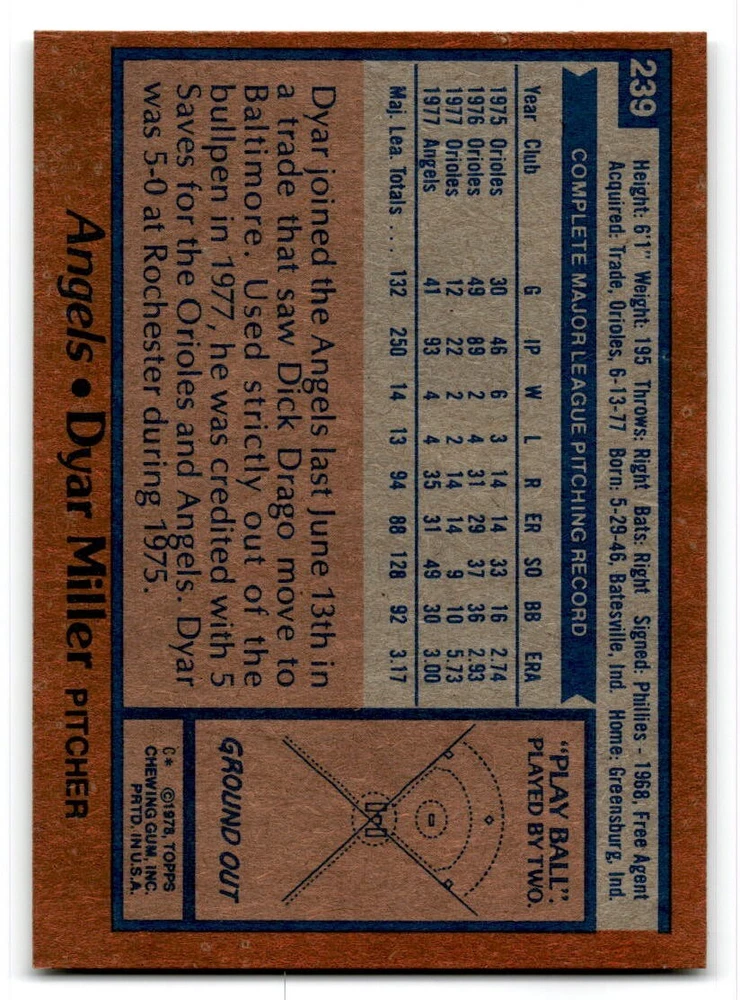 239
Height: 6'1" Weight: 195 Throws: Right Bats: Right Signed: Phillies - 1968, Free Agent
Acquired: Trade, Orioles, 6-13-77 Born: 5-29-46, Batesville, Ind. Home: Greensburg, Ind.
COMPLETE MAJOR LEAGUE PITCHING RECORD
Year Club G IP W L R ER SO BB ERA
1975 Orioles 30 46 6 3 14 14 33 16 2.74
1976 Orioles 49 89 2 4 31 29 37 36 2.93
1977 Orioles 12 22 2 2 14 14 9 10 5.73
1977 Angels 41 93 4 4 35 31 49 30 3.00
Maj. Lea. Totals ... 132 250 14 13 94 88 128 92 3.17
Dyar joined the Angels last June 13th in
a trade that saw Dick Drago move to
Baltimore. Used strictly out of the
bullpen in 1977, he was credited with 5
Saves for the Orioles and Angels. Dyar
was 5-0 at Rochester during 1975.
"PLAY BALL":
PLAYED BY TWO.
GROUND OUT
C* ©1978, TOPPS
CHEWING GUM, INC.
PRTD. IN U.S.A.
Angels • Dyar Miller PITCHER